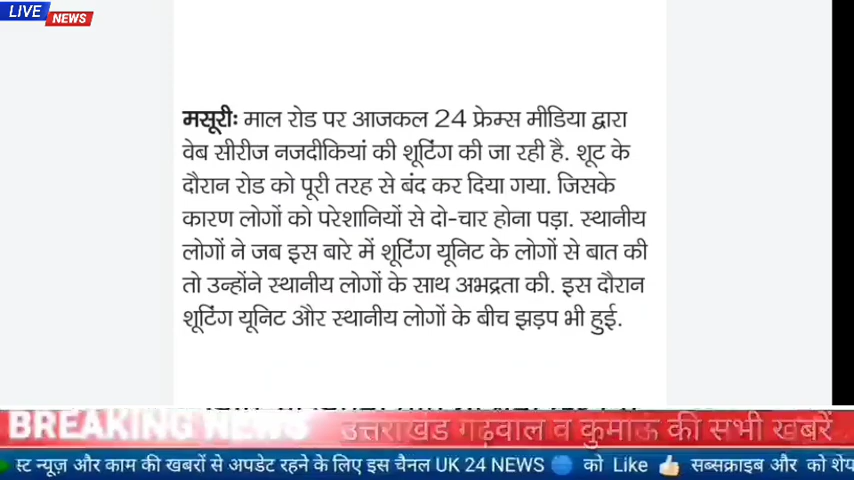 LIVE
NEWS
मसूरीः माल रोड पर आजकल 24 फ्रेम्स मीडिया द्वारा
वेब सीरीज नजदीकियां की शूटिंग की जा रही है. शूट के
दौरान रोड को पूरी तरह से बंद कर दिया गया. जिसके
कारण लोगों को परेशानियों से दो-चार होना पड़ा. स्थानीय
लोगों ने जब इस बारे में शूटिंग यूनिट के लोगों से बात की
तो उन्होंने स्थानीय लोगों के साथ अभद्रता की. इस दौरान
शूटिंग यूनिट और स्थानीय लोगों के बीच झड़प भी हुई.
BREAKING NEWS उत्तराखंड गढ़वाल व कुमाऊं की सभी खबरें
स्ट न्यूज़ और काम की खबरों से अपडेट रहने के लिए इस चैनल UK 24 NEWS को Like सब्सक्राइब और को शेय